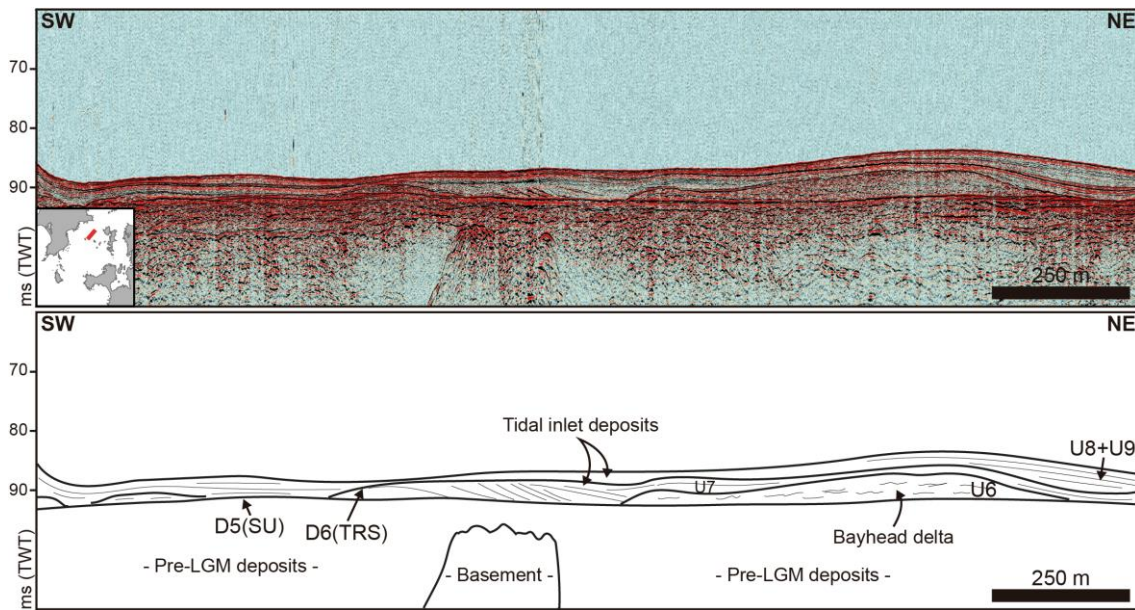 SW
NE
70
80
90
ms (TWT)
250 m
SW
NE
70
80
90
ms (TWT)
Tidal inlet deposits
U8+U9
U7
U6
D5(SU)
D6(TRS)
Bayhead delta
- Pre-LGM deposits -
- Basement -
- Pre-LGM deposits -
250 m